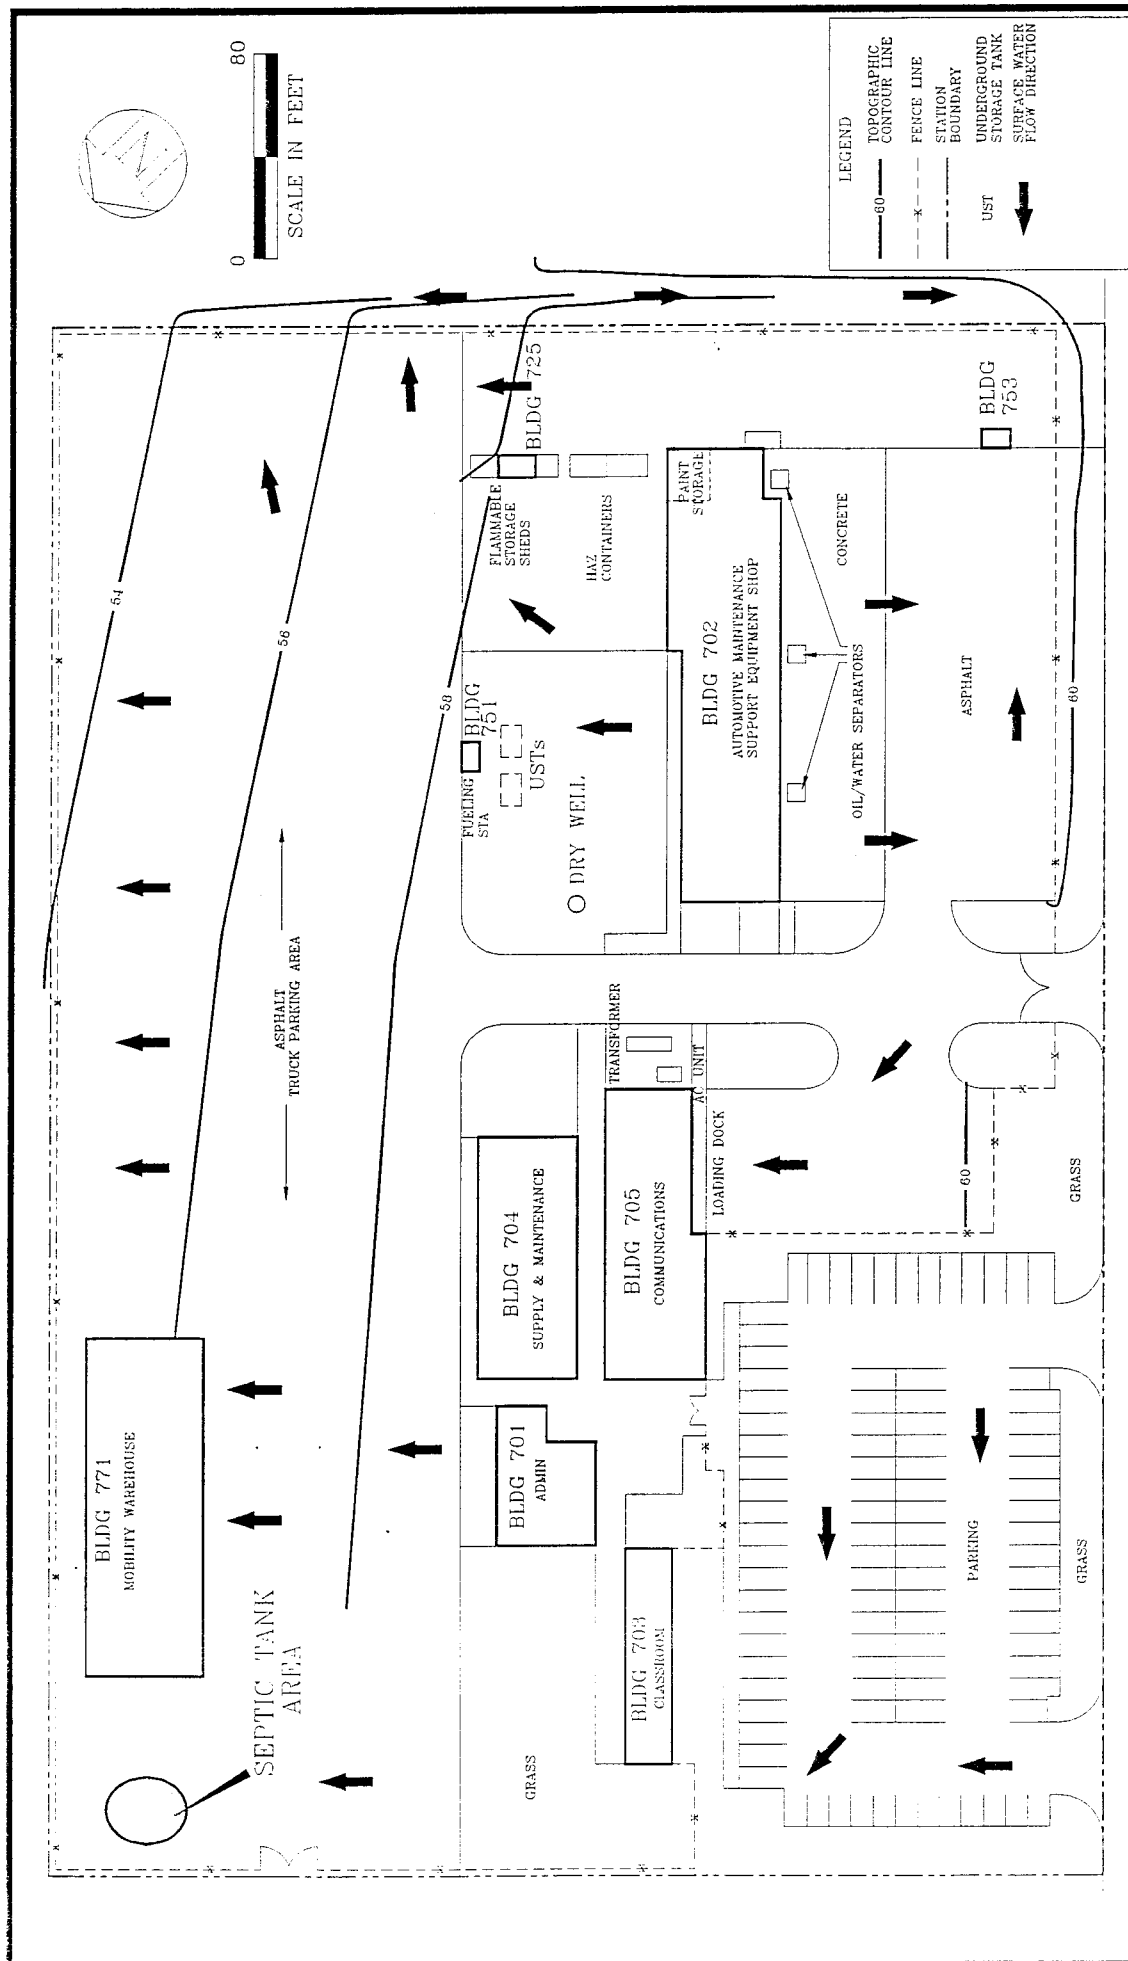 0
80
SCALE IN FEET
N
LEGEND
60
TOPOGRAPHIC
CONTOUR LINE
x
FENCE LINE
STATION
BOUNDARY
UST
UNDERGROUND
STORAGE TANK
SURFACE WATER
FLOW DIRECTION
54
56
58
60
60
ASPHALT
TRUCK PARKING AREA
BLDG 771
MOBILITY WAREHOUSE
SEPTIC TANK
AREA
BLDG 725
FLAMMABLE
STORAGE
SHEDS
HAZ
CONTAINERS
PAINT
STORAGE
BLDG
753
BLDG
751
FUELING
STA
USTs
DRY WELL
BLDG 702
AUTOMOTIVE MAINTENANCE
SUPPORT EQUIPMENT SHOP
CONCRETE
OIL/WATER SEPARATORS
ASPHALT
TRANSFORMER
AC UNIT
LOADING DOCK
BLDG 704
SUPPLY & MAINTENANCE
BLDG 705
COMMUNICATIONS
BLDG 701
ADMIN
BLDG 703
CLASSROOM
GRASS
GRASS
PARKING
GRASS